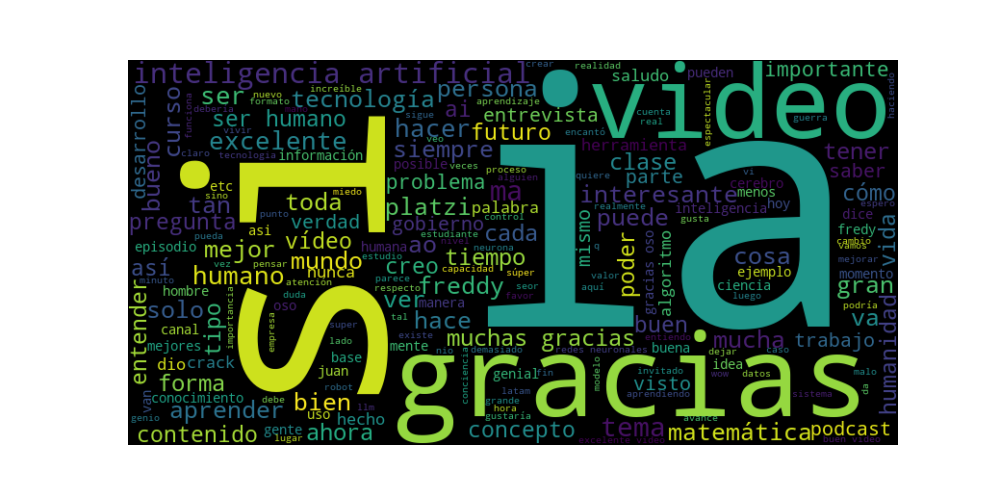 inteligencia artificial
realidad
crear
saludo
pueden
importante
video
ia
si
gracias
increíble
persona
ser
nuevo
formato
tecnología
ai
aprendizaje
entrevista
cuenta
real
espectacular
guerra
haciendo
desarrollo
curso
bueno
funciona
debería
ser humano
vivir
sigue
hacer
futuro
encantó
herramienta
tener
excelente
veo
siempre
claro
tecnologia
información
posible
veces
proceso
alguien
quiere
clase
parte
vi
cerebro
menos
saber
cómo
etc
sino
miedo
problema
ma
interesante
tan
toda
platzi
palabra
puede
inteligencia
hoy
espero
pregunta
punto
verdad
gobierno
control
realmente
gusta
dice
fredy
asi
estudiante
cada
q
mismo
cambio
vamos
episodio
mejor
vídeo
humana
ao
nivel
neurona
tiempo
poder
cosa
mejorar
vida
vez
pensar
mundo
estudio
creo
capacidad
súper
valor
gracias oso
algoritmo
ejemplo
momento
así
humano
nunca
atención
parece
respecto
freddy
seor
aquí
ciencia
gran
minuto
hombre
duda
oso
ver
manera
favor
luego
podría
entender
solo
tipo
importancia
empresa
super
tal
hace
buen
va
canal
lado
existe
muchas gracias
entiendo
mucha
trabajo
humanidad
mejores
pueda
base
mente
nio
demasiado
redes neuronales
buena
dejar
caso
dio
crack
juan
conciencia
genial
fin
invitado
idea
wow
datos
malo
van
forma
robot
latam
modelo
visto
aprendiendo
sistema
da
conocimiento
debe
llm
grande
hora
avance
genio
aprender
bien
uso
hecho
gustaría
contenido
gente
lugar
ahora
concepto
excelente video
tema
matemática
buen video
podcast